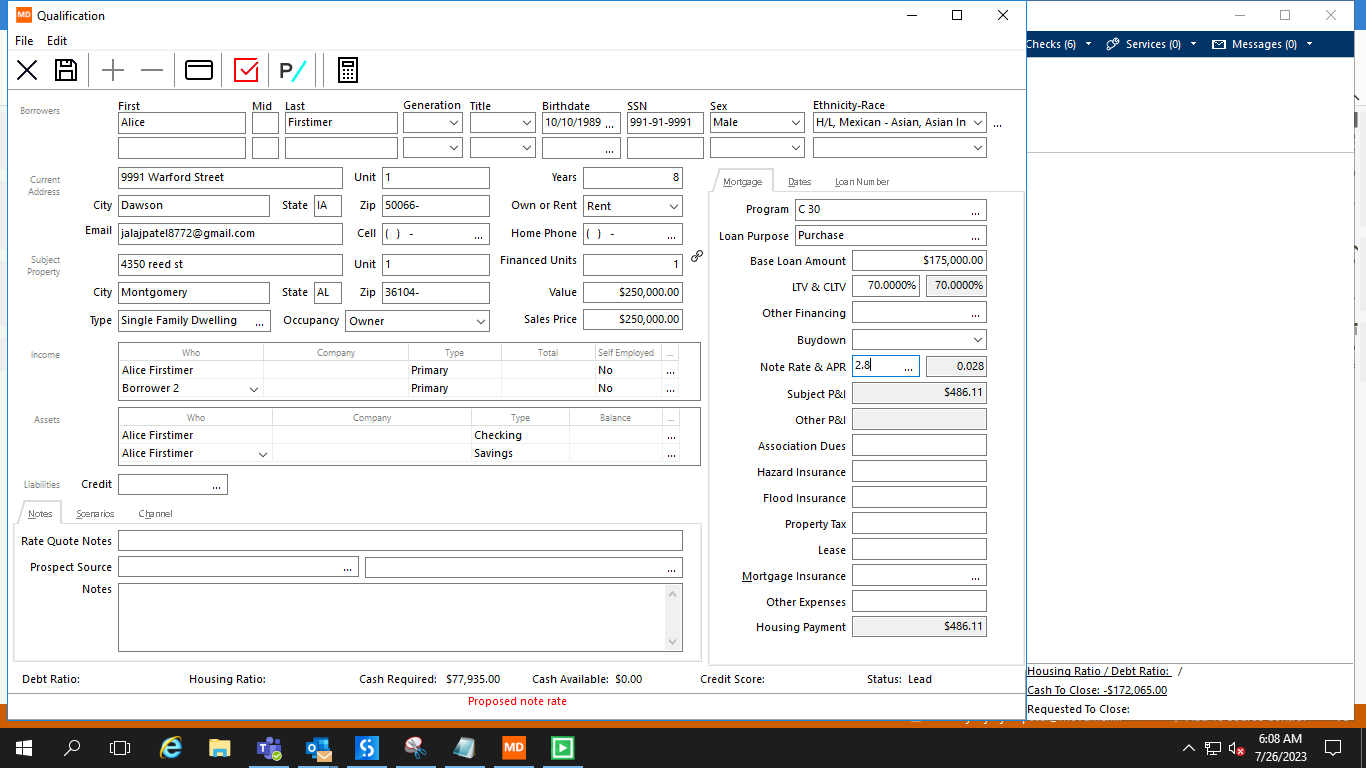 MD Qualification
File Edit
P/
Checks (6) Services (0) Messages (0)
Borrowers First Mid Last Generation Title Birthdate SSN Sex Ethnicity-Race
Alice Firstimer 10/10/1989 ... 991-91-9991 Male H/L, Mexican - Asian, Asian In ...
...
Current Address 9991 Warford Street Unit 1 Years 8
City Dawson State IA Zip 50066- Own or Rent Rent
Email jalajpatel8772@gmail.com Cell ( ) - ... Home Phone ( ) - ...
Subject Property 4350 reed st Unit 1 Financed Units 1
City Montgomery State AL Zip 36104- Value $250,000.00
Type Single Family Dwelling ... Occupancy Owner Sales Price $250,000.00
Income Who Company Type Total Self Employed ...
Alice Firstimer Primary No
Borrower 2 Primary No
Assets Who Company Type Balance ...
Alice Firstimer Checking ...
Alice Firstimer Savings ...
Liabilities Credit ...
Notes Scenarios Channel
Rate Quote Notes
Prospect Source ... ...
Notes
Mortgage Dates Loan Number
Program C 30 ...
Loan Purpose Purchase ...
Base Loan Amount $175,000.00
LTV & CLTV 70.0000% 70.0000%
Other Financing ...
Buydown
Note Rate & APR 2.8 ... 0.028
Subject P&I $486.11
Other P&I
Association Dues
Hazard Insurance
Flood Insurance
Property Tax
Lease
Mortgage Insurance ...
Other Expenses
Housing Payment $486.11
Debt Ratio: Housing Ratio: Cash Required: $77,935.00 Cash Available: $0.00 Credit Score: Status: Lead
Proposed note rate
Housing Ratio / Debt Ratio: /
Cash To Close: -$172,065.00
Requested To Close:
MD
6:08 AM
7/26/2023